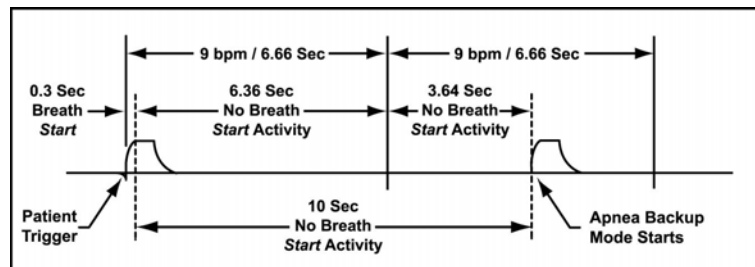 9 bpm / 6.66 Sec
9 bpm / 6.66 Sec
0.3 Sec
Breath
Start
6.36 Sec
No Breath
Start Activity
3.64 Sec
No Breath
Start Activity
Patient
Trigger
10 Sec
No Breath
Start Activity
Apnea Backup
Mode Starts